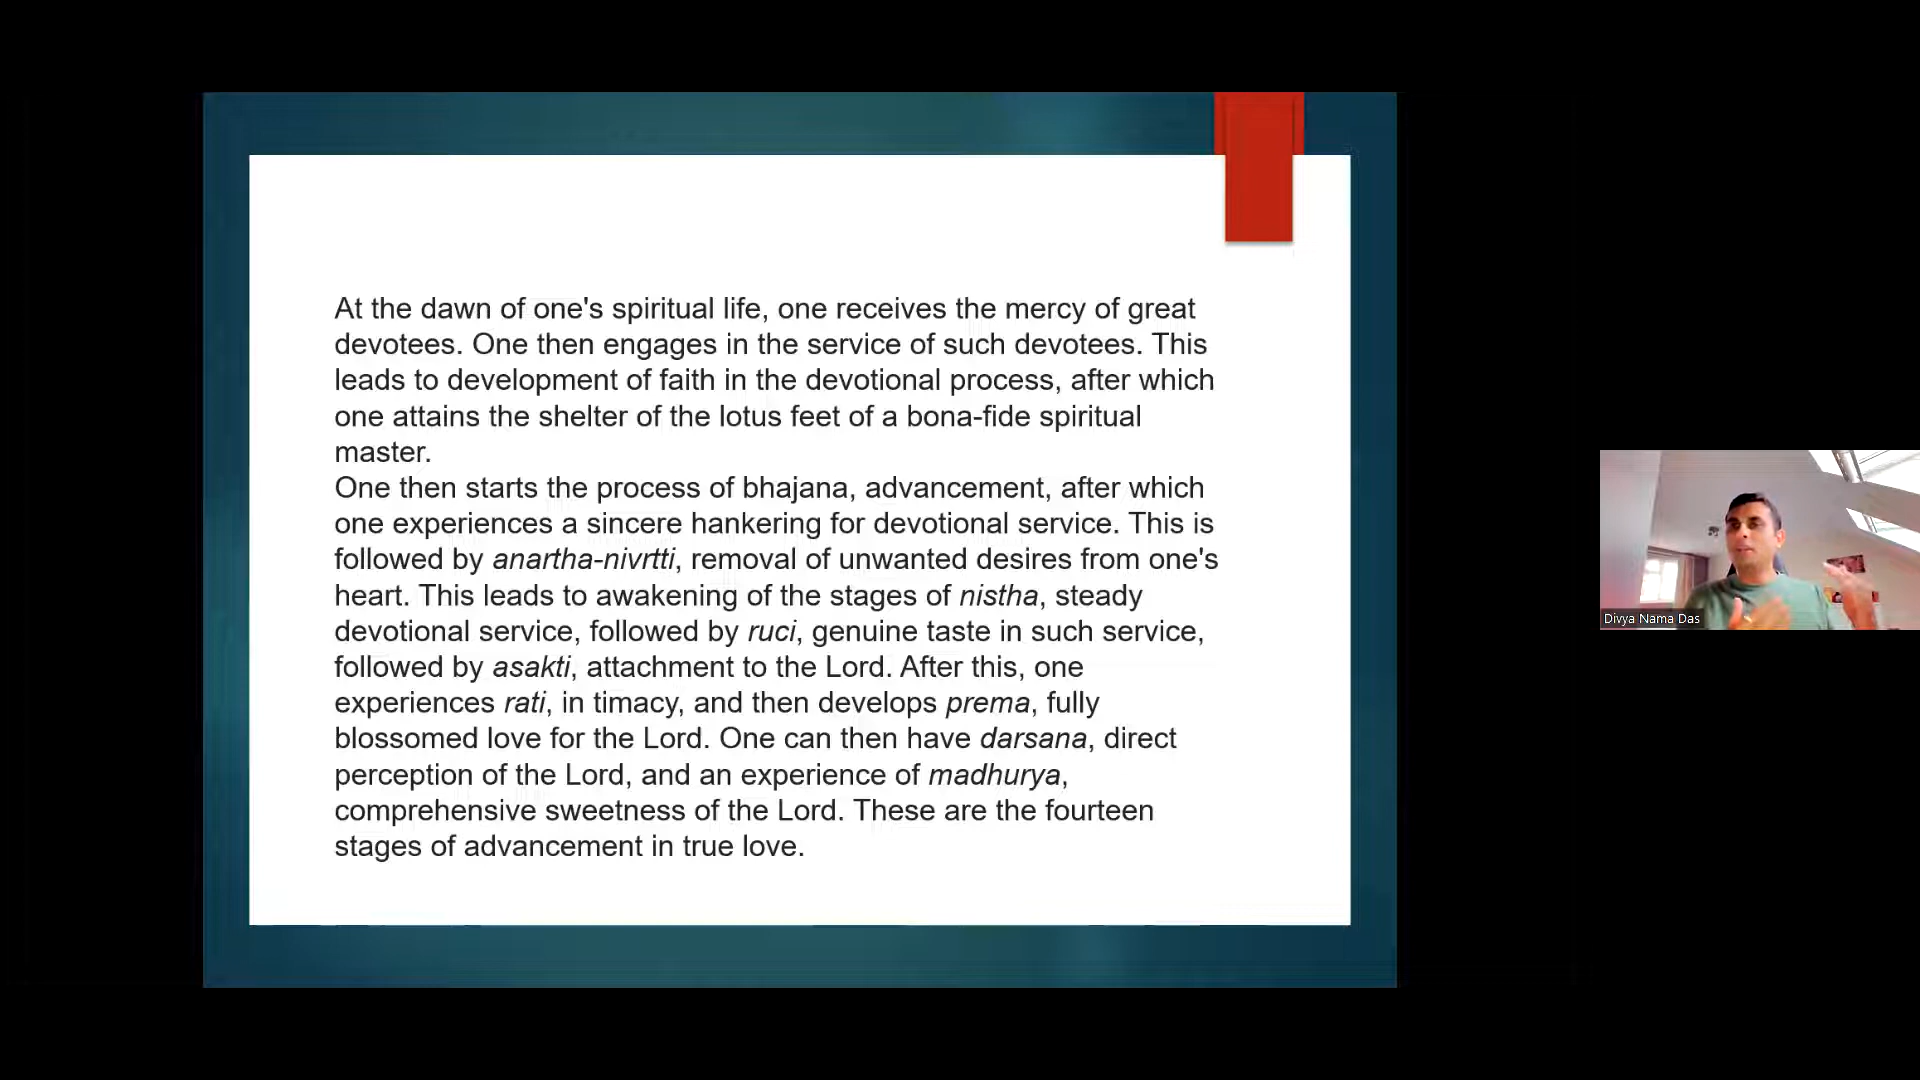 At the dawn of one's spiritual life, one receives the mercy of great
devotees. One then engages in the service of such devotees. This
leads to development of faith in the devotional process, after which
one attains the shelter of the lotus feet of a bona-fide spiritual
master.
One then starts the process of bhajana, advancement, after which
one experiences a sincere hankering for devotional service. This is
followed by anartha-nivrtti, removal of unwanted desires from one's
heart. This leads to awakening of the stages of nistha, steady
devotional service, followed by ruci, genuine taste in such service,
followed by asakti, attachment to the Lord. After this, one
experiences rati, in timacy, and then develops prema, fully
blossomed love for the Lord. One can then have darsana, direct
perception of the Lord, and an experience of madhurya,
comprehensive sweetness of the Lord. These are the fourteen
stages of advancement in true love.
Divya Nama Das